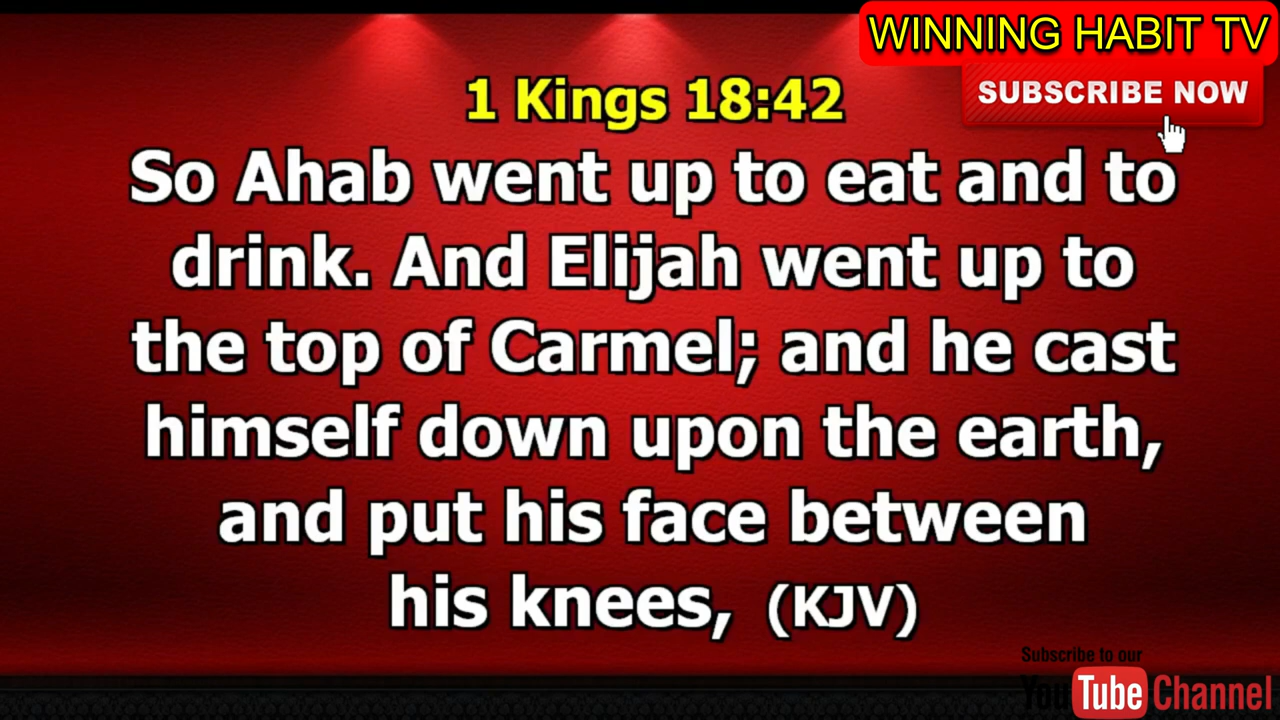 WINNING HABIT TV
SUBSCRIBE NOW
1 Kings 18:42
So Ahab went up to eat and to
drink. And Elijah went up to
the top of Carmel; and he cast
himself down upon the earth,
and put his face between
his knees, (KJV)
Subscribe to our
YouTube Channel